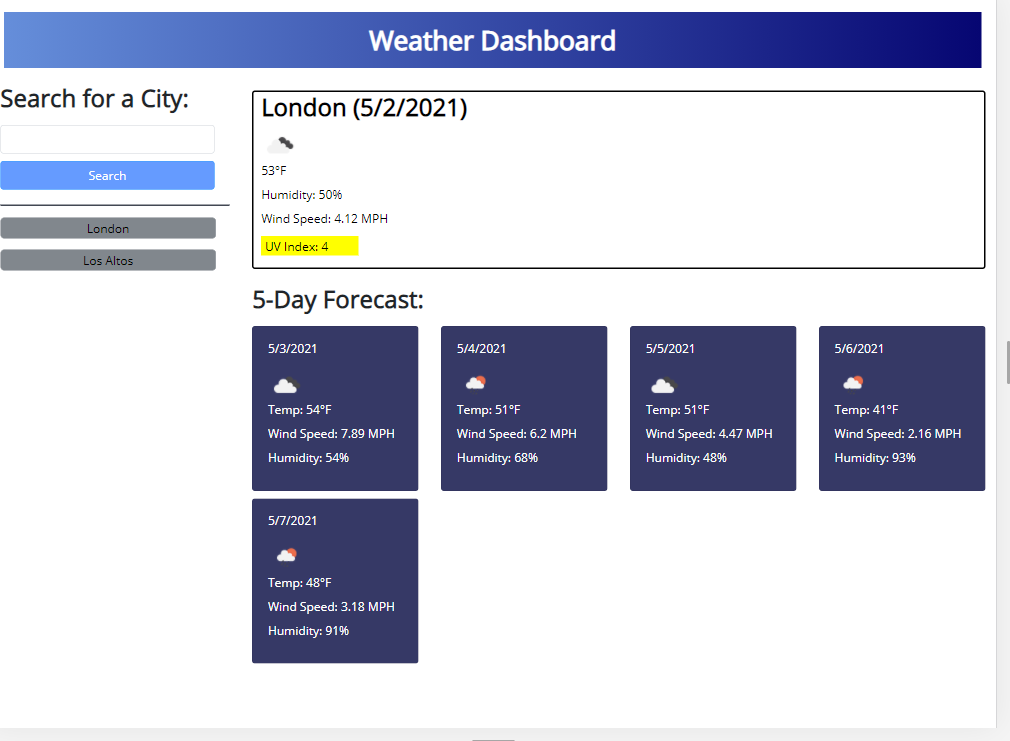 Weather Dashboard
Search for a City:
Search
London
Los Altos
London (5/2/2021)
53°F
Humidity: 50%
Wind Speed: 4.12 MPH
UV Index: 4
5-Day Forecast:
5/3/2021
Temp: 54°F
Wind Speed: 7.89 MPH
Humidity: 54%
5/4/2021
Temp: 51°F
Wind Speed: 6.2 MPH
Humidity: 68%
5/5/2021
Temp: 51°F
Wind Speed: 4.47 MPH
Humidity: 48%
5/6/2021
Temp: 41°F
Wind Speed: 2.16 MPH
Humidity: 93%
5/7/2021
Temp: 48°F
Wind Speed: 3.18 MPH
Humidity: 91%